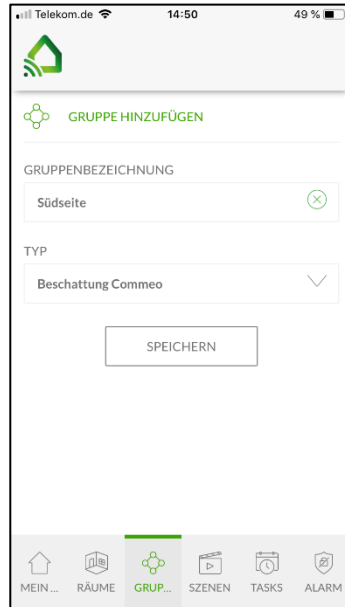 Telekom.de 14:50 49 %
GRUPPE HINZUFÜGEN
GRUPPENBEZEICHNUNG
Südseite
TYP
Beschattung Commeo
SPEICHERN
MEIN ... RÄUME GRUP... SZENEN TASKS ALARM